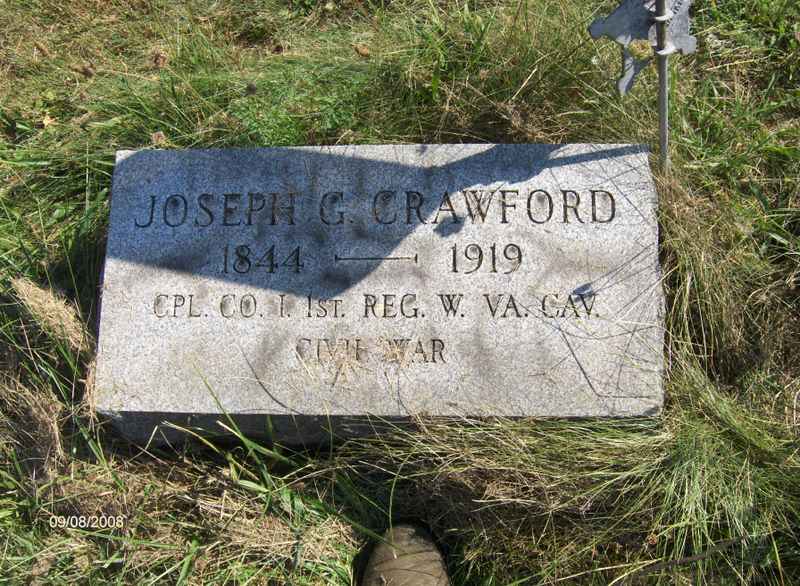 JOSEPH G. CRAWFORD
1844 — 1919
CPL. CO. I. 1ST. REG. W. VA. CAV.
CIVIL WAR
09/08/2008